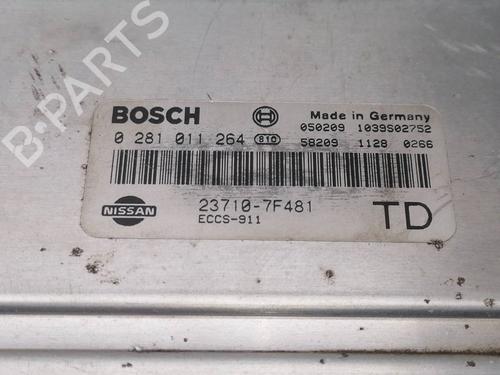 BOSCH
Made in Germany
0 281 011 264 810
050209 1039S02752
58209 1128 0266
NISSAN
23710-7F481
ECCS-911
TD
B-PARTS